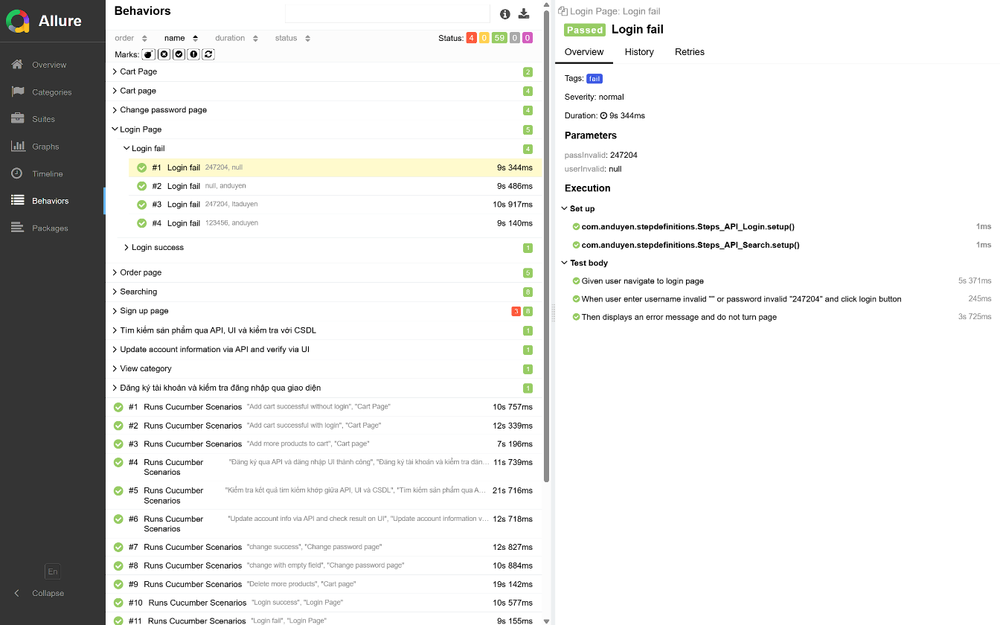 Allure
Overview
Categories
Suites
Graphs
Timeline
Behaviors
Packages
En
Collapse
Behaviors
order name duration status
Status: 4 0 59 0 0
Marks:
Cart Page 2
Cart page 4
Change password page 4
Login Page 5
Login fail 4
#1 Login fail 247204, null 9s 344ms
#2 Login fail null, anduyen 9s 486ms
#3 Login fail 247204, ltaduyen 10s 917ms
#4 Login fail 123456, anduyen 9s 140ms
Login success 1
Order page 5
Searching 8
Sign up page 3 8
Tìm kiếm sản phẩm qua API, UI và kiểm tra với CSDL 1
Update account information via API and verify via UI 1
View category 1
Đăng ký tài khoản và kiểm tra đăng nhập qua giao diện 1
#1 Runs Cucumber Scenarios "Add cart successful without login", "Cart Page" 10s 757ms
#2 Runs Cucumber Scenarios "Add cart successful with login", "Cart Page" 12s 339ms
#3 Runs Cucumber Scenarios "Add more products to cart", "Cart page" 7s 196ms
#4 Runs Cucumber Scenarios "Đăng ký qua API và đăng nhập UI thành công", "Đăng ký tài khoản và kiểm tra đăn... 11s 739ms
#5 Runs Cucumber Scenarios "Kiểm tra kết quả tìm kiếm khớp giữa API, UI và CSDL", "Tìm kiếm sản phẩm qua A... 21s 716ms
#6 Runs Cucumber Scenarios "Update account info via API and check result on UI", "Update account information v... 12s 718ms
#7 Runs Cucumber Scenarios "change success", "Change password page" 12s 827ms
#8 Runs Cucumber Scenarios "change with empty field", "Change password page" 10s 884ms
#9 Runs Cucumber Scenarios "Delete more products", "Cart page" 19s 142ms
#10 Runs Cucumber Scenarios "Login success", "Login Page" 10s 577ms
#11 Runs Cucumber Scenarios "Login fail", "Login Page" 9s 155ms
Login Page: Login fail
Passed Login fail
Overview History Retries
Tags: fail
Severity: normal
Duration: 9s 344ms
Parameters
passInvalid: 247204
userInvalid: null
Execution
Set up
com.anduyen.stepdefinitions.Steps_API_Login.setup() 1ms
com.anduyen.stepdefinitions.Steps_API_Search.setup() 1ms
Test body
Given user navigate to login page 5s 371ms
When user enter username invalid "" or password invalid "247204" and click login button 245ms
Then displays an error message and do not turn page 3s 725ms